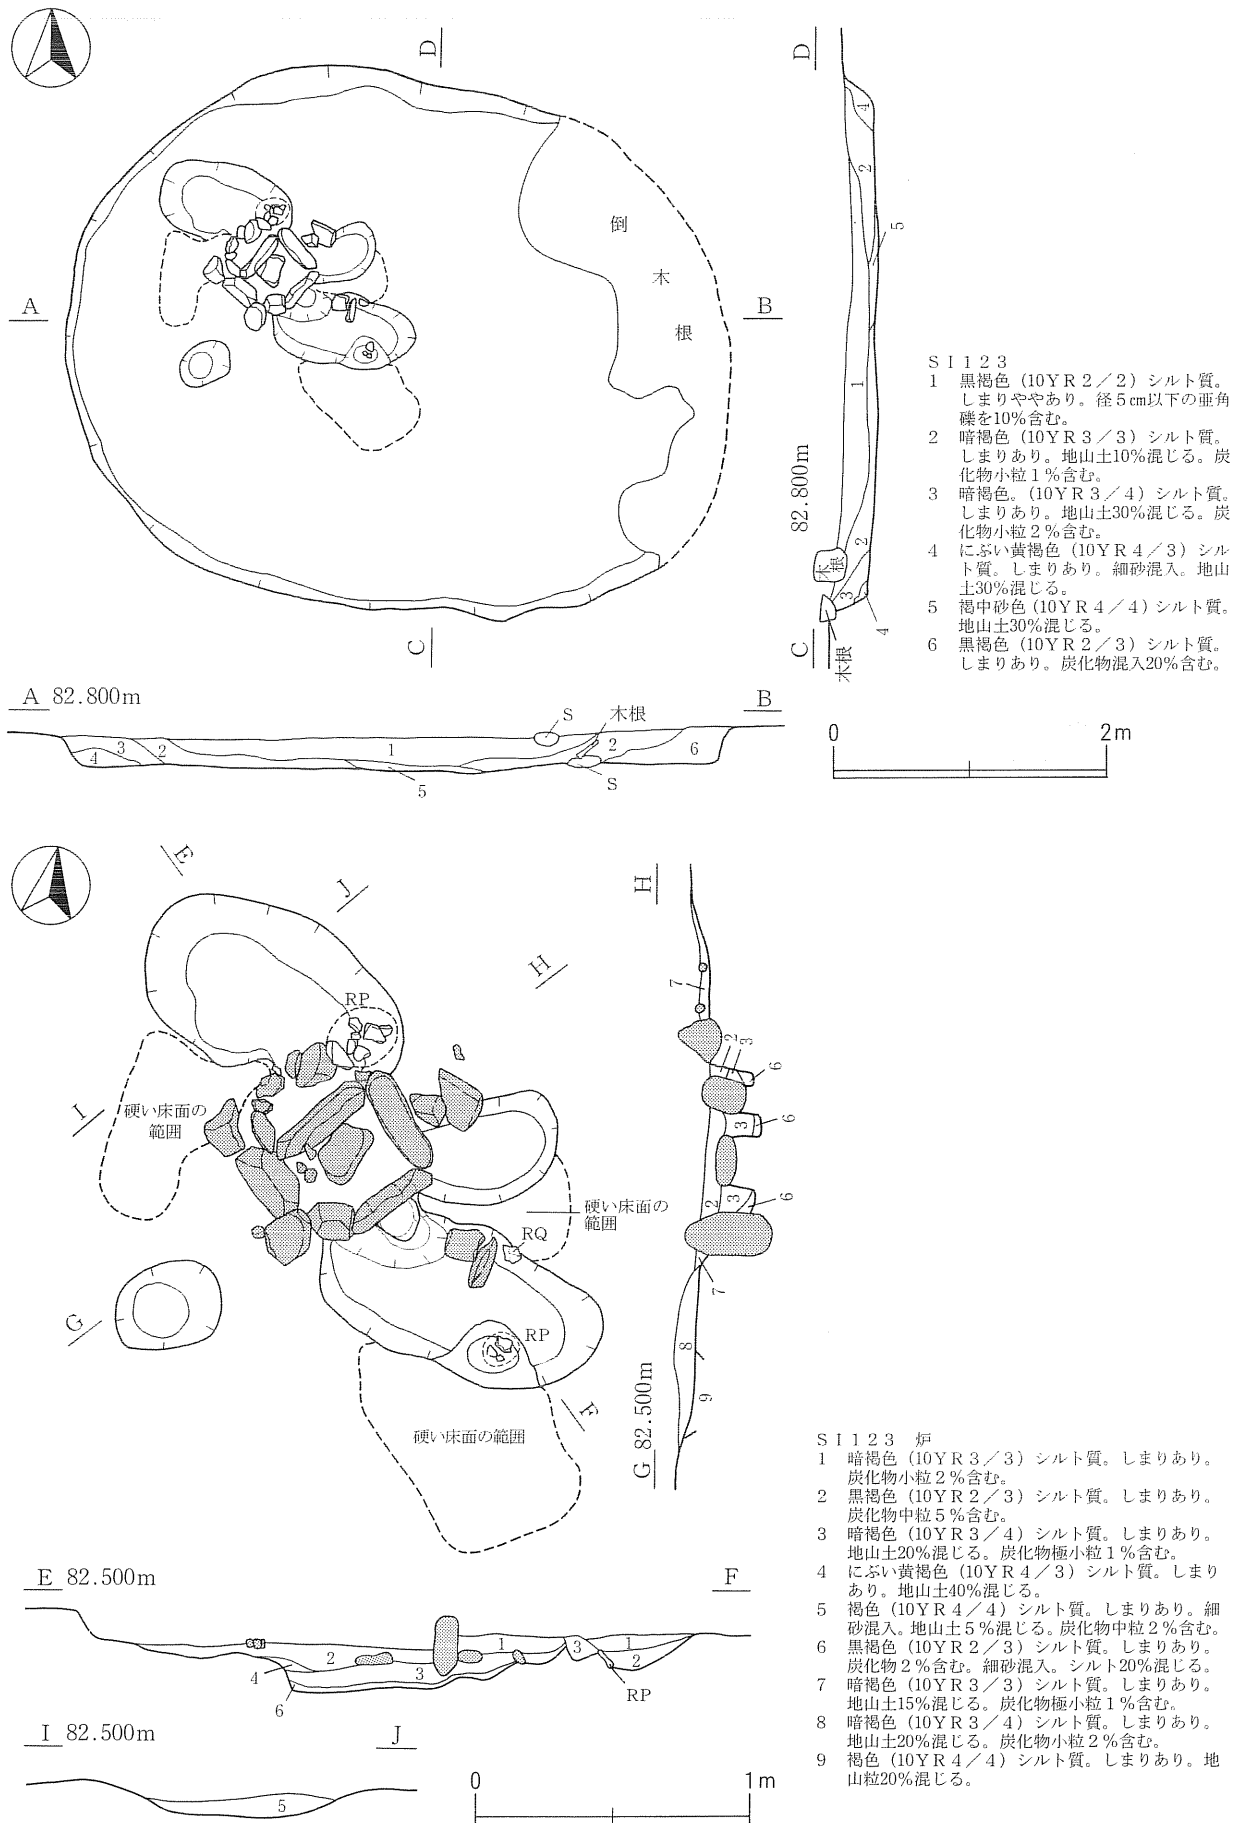 D
倒
木
根
A
B
C
D
4
2
5
1
82.800m
木根
2
3
4
C
木根
SI123
1 黒褐色（10YR2／2）シルト質。
しまりややあり。径5㎝以下の亜角
礫を10%含む。
2 暗褐色（10YR3／3）シルト質。
しまりあり。地山土10%混じる。炭
化物小粒1%含む。
3 暗褐色。（10YR3／4）シルト質。
しまりあり。地山土30%混じる。炭
化物小粒2%含む。
4 にぶい黄褐色（10YR4／3）シル
ト質。しまりあり。細砂混入。地山
土30%混じる。
5 褐中砂色（10YR4／4）シルト質。
地山土30%混じる。
6 黒褐色（10YR2／3）シルト質。
しまりあり。炭化物混入20%含む。
A 82.800m
B
S
木根
3
4
2
1
2
6
5
S
0
2m
E
J
H
RP
I
硬い床面の
範囲
硬い床面の
範囲
RQ
G
RP
F
硬い床面の範囲
H
7
2
3
6
3
6
2
3
6
7
8
9
G 82.500m
SI123 炉
1 暗褐色（10YR3／3）シルト質。しまりあり。
炭化物小粒2%含む。
2 黒褐色（10YR2／3）シルト質。しまりあり。
炭化物中粒5%含む。
3 暗褐色（10YR3／4）シルト質。しまりあり。
地山土20%混じる。炭化物極小粒1%含む。
4 にぶい黄褐色（10YR4／3）シルト質。しまり
あり。地山土40%混じる。
5 褐色（10YR4／4）シルト質。しまりあり。細
砂混入。地山土5%混じる。炭化物中粒2%含む。
6 黒褐色（10YR2／3）シルト質。しまりあり。
炭化物2%含む。細砂混入。シルト20%混じる。
7 暗褐色（10YR3／3）シルト質。しまりあり。
地山土15%混じる。炭化物極小粒1%含む。
8 暗褐色（10YR3／4）シルト質。しまりあり。
地山土20%混じる。炭化物小粒2%含む。
9 褐色（10YR4／4）シルト質。しまりあり。地
山粒20%混じる。
E 82.500m
F
1
3
1
2
2
4
3
6
RP
I 82.500m
J
5
0
1m